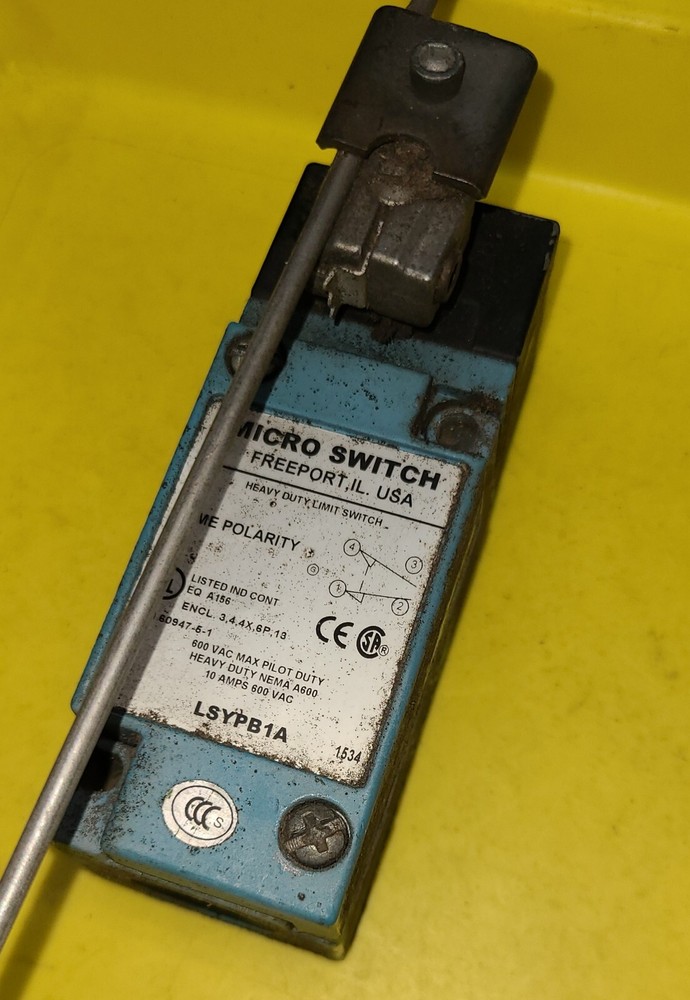 MICRO SWITCH
FREEPORT, IL. USA
HEAVY DUTY LIMIT SWITCH
ME POLARITY
4
3
1
2
LISTED IND CONT
EQ A156
ENCL. 3,4,4X,6P,13
60947-5-1
CE SA®
600 VAC MAX PILOT DUTY
HEAVY DUTY NEMA A600
10 AMPS 600 VAC
LSYPB1A
1534
CCC S